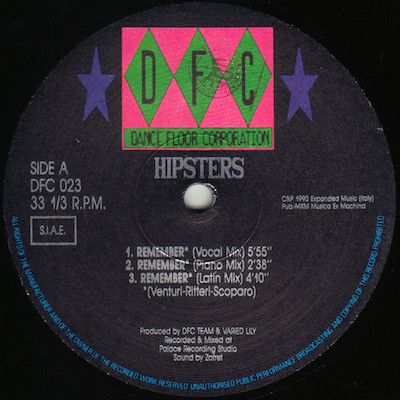 D F C
DANCE FLOOR CORPORATION
HIPSTERS
SIDE A
DFC 023
33 1/3 R.P.M.
S.I.A.E.
C&P 1990 Expanded Music (Italy)
Pub: MXM Musica Ex Machina
1. REMEMBER* (Vocal Mix) 5'55"
2. REMEMBER* (Piano Mix) 2'38"
3. REMEMBER* (Latin Mix) 4'10"
*(Venturi-Ritteri-Scoparo)
Produced by DFC TEAM & VARIED LILY
Recorded & Mixed at
Palace Recording Studio
Sound by Zafret
ALL RIGHTS OF THE MANUFACTURER AND OF THE OWNER OF THE RECORDED WORK RESERVED UNAUTHORISED PUBLIC PERFORMANCE BROADCASTING AND COPYING OF THIS RECORD PROHIBITED